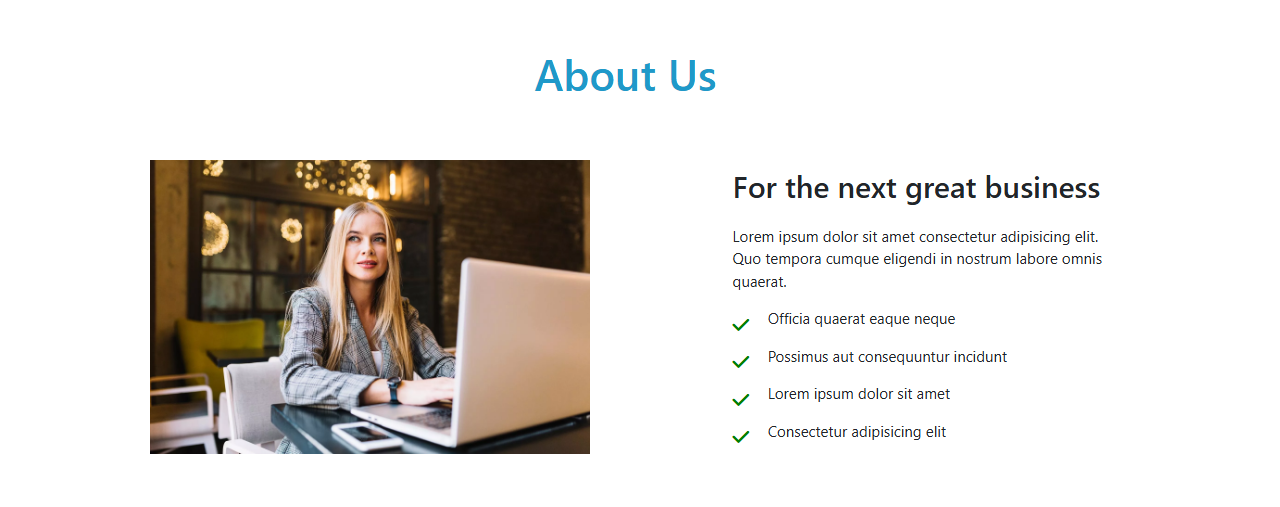 About Us
For the next great business
Lorem ipsum dolor sit amet consectetur adipisicing elit.
Quo tempora cumque eligendi in nostrum labore omnis
quaerat.
Officia quaerat eaque neque
Possimus aut consequuntur incidunt
Lorem ipsum dolor sit amet
Consectetur adipisicing elit